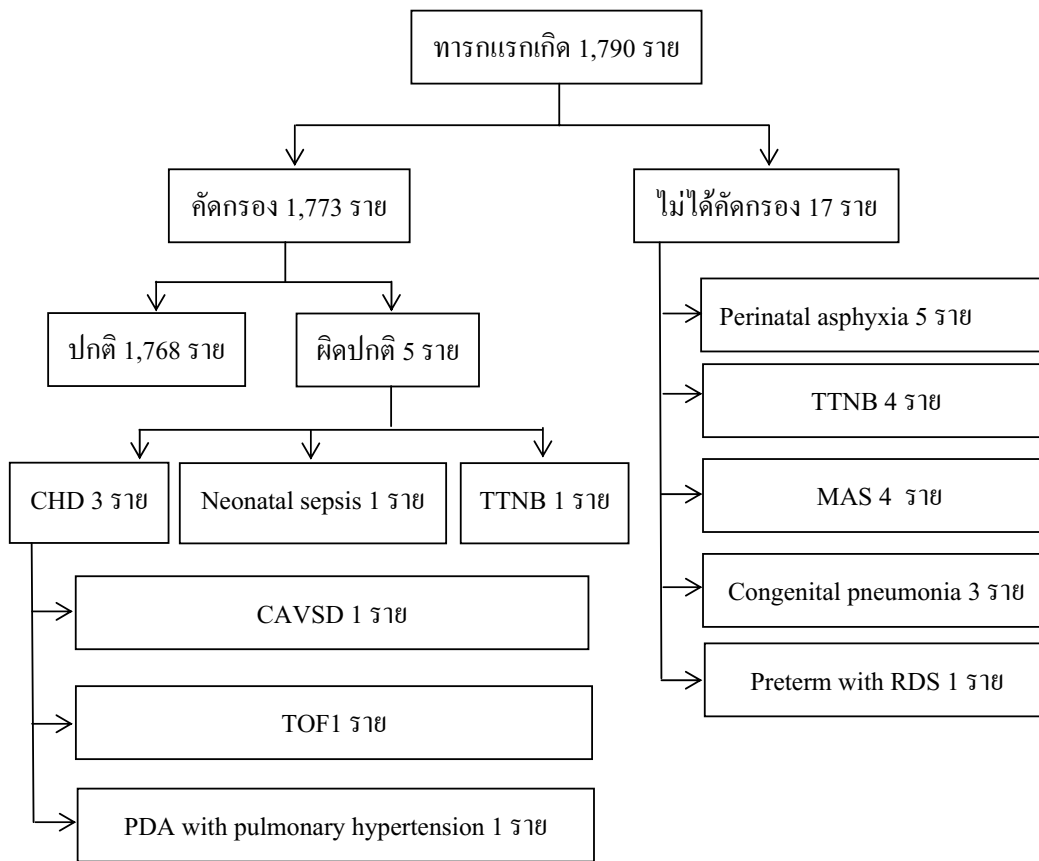 ทารกแรกเกิด 1,790 ราย
คัดกรอง 1,773 ราย
ไม่ได้คัดกรอง 17 ราย
ปกติ 1,768 ราย
ผิดปกติ 5 ราย
CHD 3 ราย
Neonatal sepsis 1 ราย
TTNB 1 ราย
CAVSD 1 ราย
TOF1 ราย
PDA with pulmonary hypertension 1 ราย
Perinatal asphyxia 5 ราย
TTNB 4 ราย
MAS 4 ราย
Congenital pneumonia 3 ราย
Preterm with RDS 1 ราย